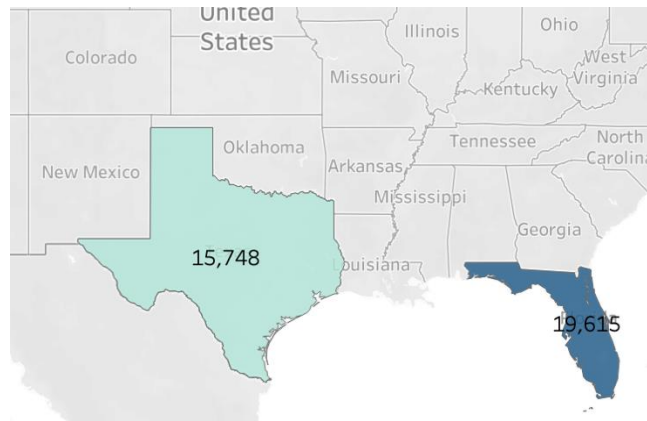 United
States
Illinois
Ohio
Colorado
West
Virginia
Missouri
Kentucky
Tennessee
North
Carolina
Oklahoma
New Mexico
Arkansas
Mississippi
Georgia
15,748
Louisiana
19,615